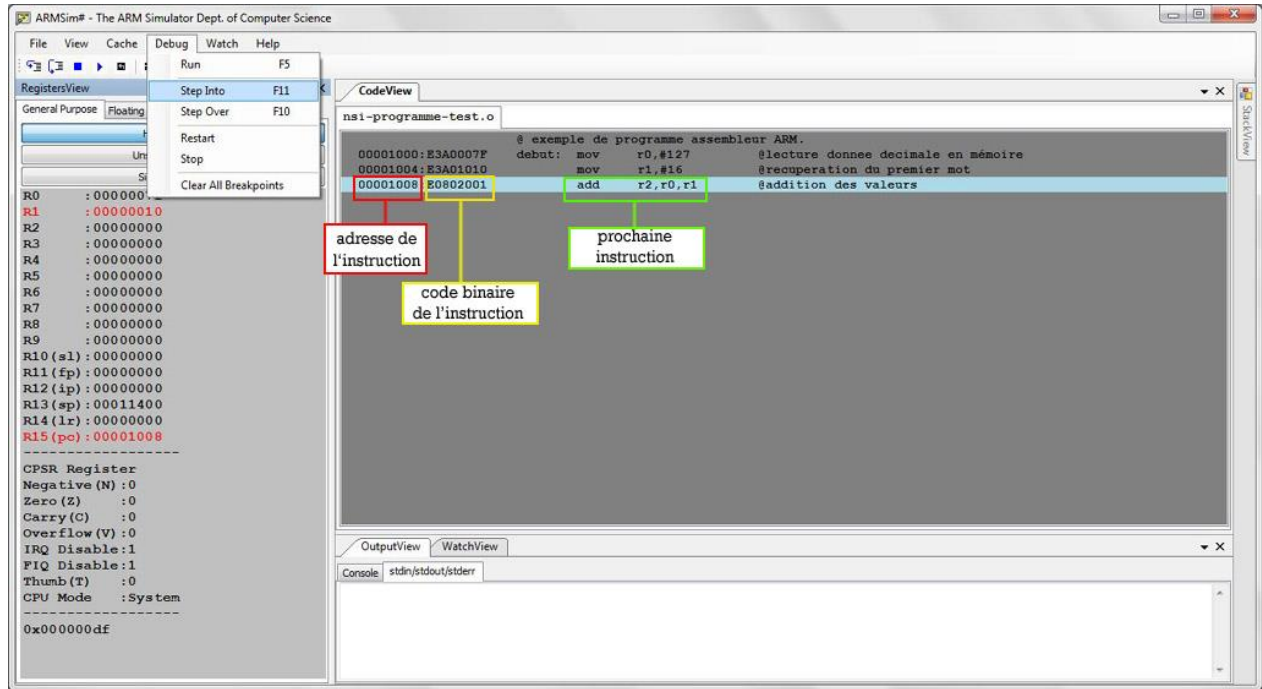 ARMSim# - The ARM Simulator Dept. of Computer Science
File View Cache Debug Watch Help
Run F5
Step Into F11
Step Over F10
Restart
Stop
Clear All Breakpoints
RegistersView
General Purpose Floating
R0 :000000
R1 :00000010
R2 :00000000
R3 :00000000
R4 :00000000
R5 :00000000
R6 :00000000
R7 :00000000
R8 :00000000
R9 :00000000
R10(sl):00000000
R11(fp):00000000
R12(ip):00000000
R13(sp):00011400
R14(lr):00000000
R15(pc):00001008
-------------------
CPSR Register
Negative(N):0
Zero(Z) :0
Carry(C) :0
Overflow(V):0
IRQ Disable:1
FIQ Disable:1
Thumb(T) :0
CPU Mode :System
-------------------
0x000000df
CodeView
nsi-programme-test.o
@ exemple de programme assembleur ARM.
00001000:E3A0007F debut: mov r0,#127 @lecture donnee decimale en mémoire
00001004:E3A01010 mov r1,#16 @recuperation du premier mot
00001008:E0802001 add r2,r0,r1 @addition des valeurs
adresse de
l'instruction
prochaine
instruction
code binaire
de l'instruction
OutputView WatchView
Console stdin/stdout/stderr
StackView